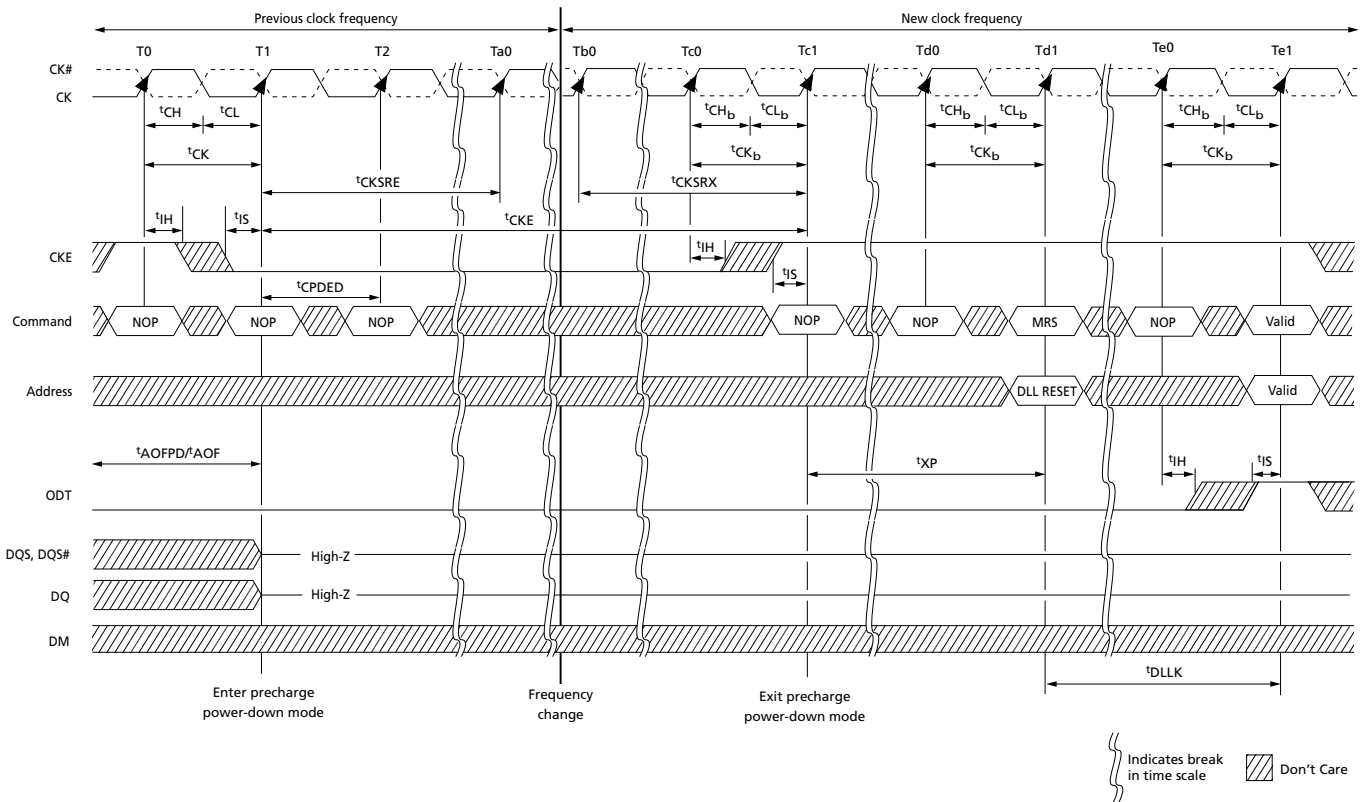 Previous clock frequency New clock frequency
T0 T1 T2 Ta0 Tb0 Tc0 Tc1 Td0 Td1 Te0 Te1
CK#
CK
tCH tCL tCHb tCLb tCHb tCLb tCHb tCLb
tCK tCKb tCKb tCKb
tCKSRE tCKSRX
tIH tIS tCKE
CKE tIH
tIS
tCPDED
Command NOP NOP NOP NOP NOP MRS NOP Valid
Address DLL RESET Valid
tAOFPD/tAOF tXP tIH tIS
ODT
DQS, DQS# High-Z
DQ High-Z
DM
tDLLK
Enter precharge
power-down mode
Frequency
change
Exit precharge
power-down mode
Indicates break
in time scale
Don't Care